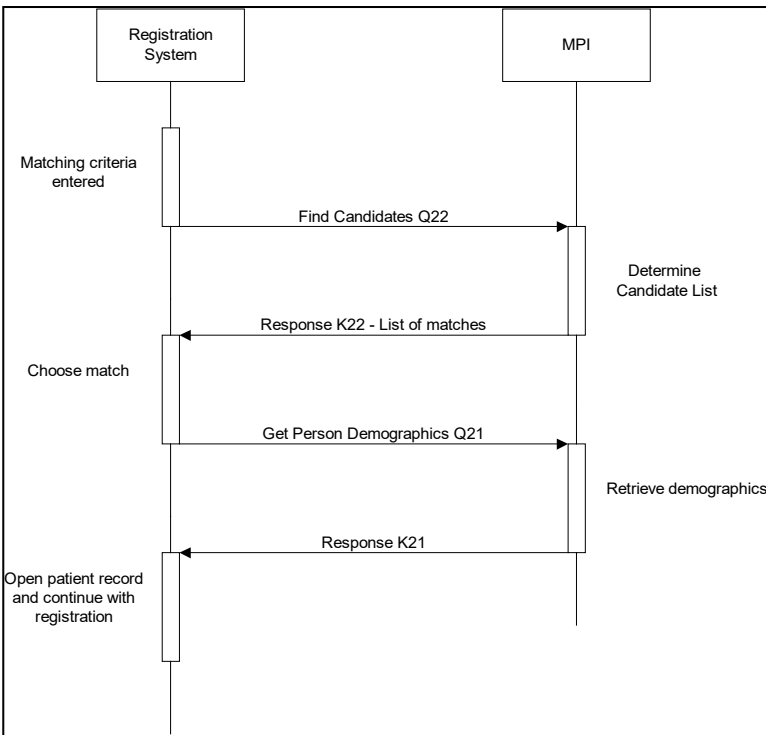 Registration
System
MPI
Matching criteria
entered
Find Candidates Q22
Determine
Candidate List
Response K22 - List of matches
Choose match
Get Person Demographics Q21
Retrieve demographics
Response K21
Open patient record
and continue with
registration